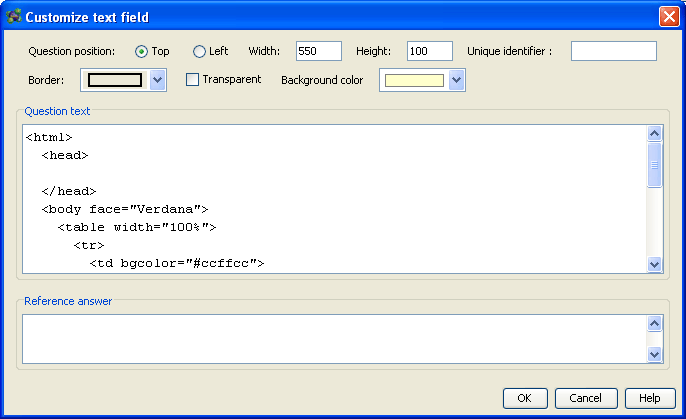 Customize text field
Question position: Top Left Width: 550 Height: 100 Unique identifier :
Border: Transparent Background color
Question text
<html>
  <head>

  </head>
  <body face="Verdana">
    <table width="100%">
      <tr>
        <td bgcolor="#ccffcc">
Reference answer
OK Cancel Help